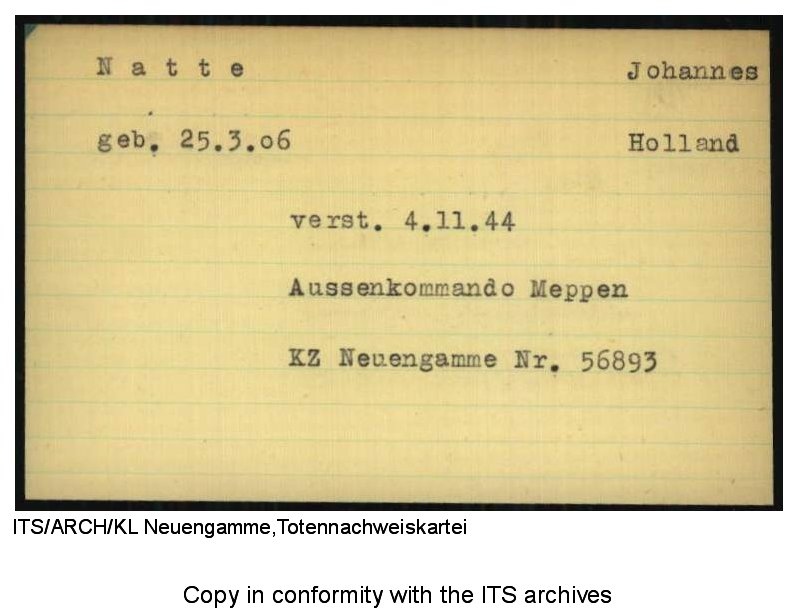 N a t t e Johannes
geb. 25.3.o6 Holland
verst. 4.11.44
Aussenkommando Meppen
KZ Neuengamme Nr. 56893
ITS/ARCH/KL Neuengamme,Totennachweiskartei
Copy in conformity with the ITS archives